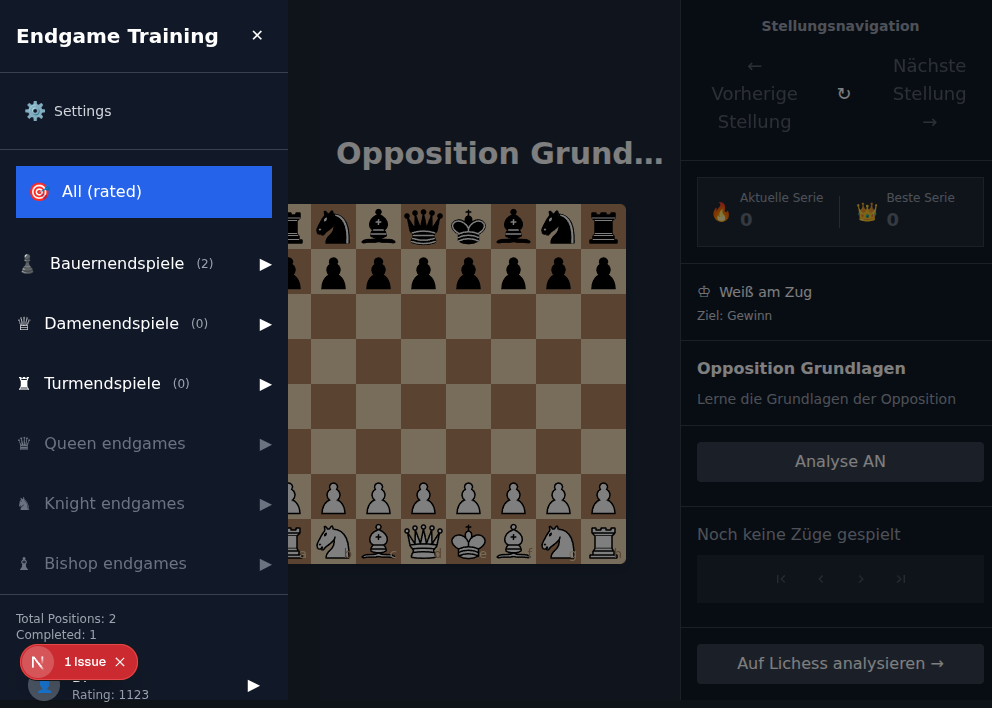 Endgame Training
✕
Settings
All (rated)
Bauernendspiele (2)
Damenendspiele (0)
Turmendspiele (0)
Queen endgames
Knight endgames
Bishop endgames
Total Positions: 2
Completed: 1
1 Issue
Rating: 1123
Opposition Grund…
a b c d e f g h
Stellungsnavigation
←
Vorherige
Stellung
↻
Nächste
Stellung
→
Aktuelle Serie
0
Beste Serie
0
Weiß am Zug
Ziel: Gewinn
Opposition Grundlagen
Lerne die Grundlagen der Opposition
Analyse AN
Noch keine Züge gespielt
Auf Lichess analysieren →